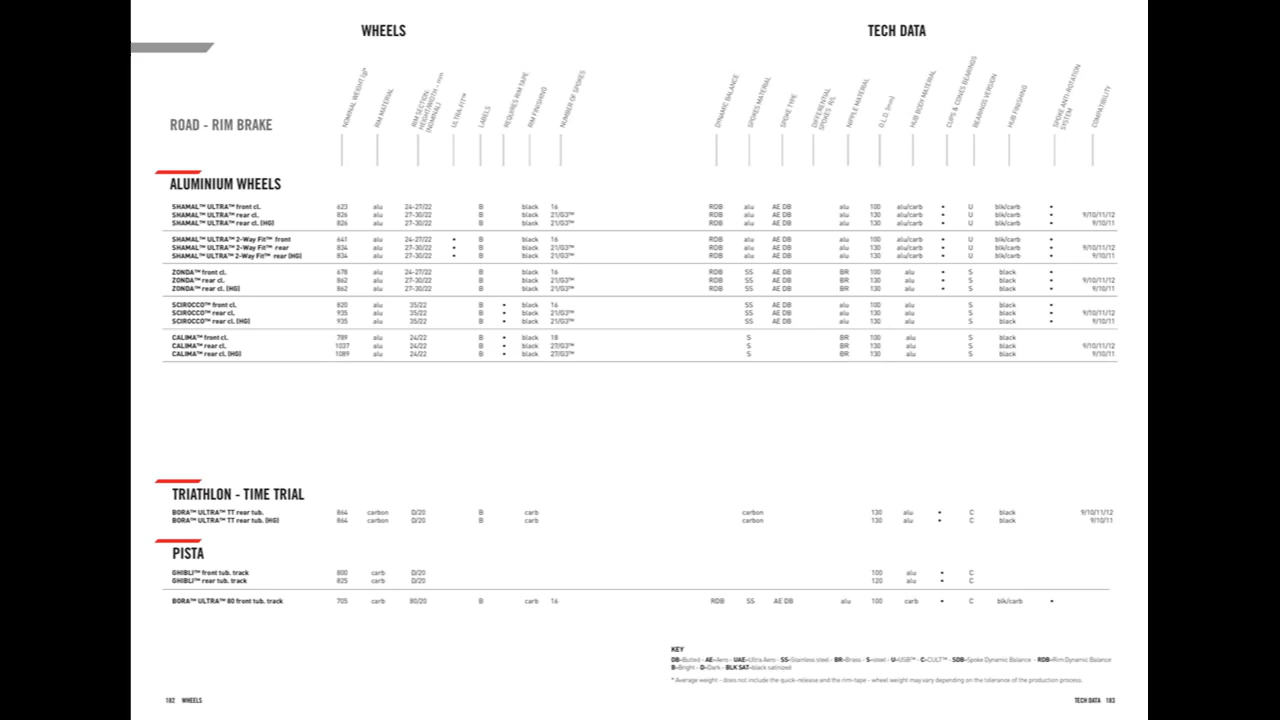 WHEELS
TECH DATA
ROAD - RIM BRAKE
NOMINAL WEIGHT (g)*
RIM MATERIAL
RIM SECTION: HEIGHT/WIDTH - mm (NOMINAL)
ULTRA-FIT™
LABELS
REQUIRES RIM TAPE
RIM FINISHING
NUMBER OF SPOKES
DYNAMIC BALANCE
SPOKES MATERIAL
SPOKE TYPE
DIFFERENTIAL SPOKES R/L
NIPPLE MATERIAL
O.L.D. (mm)
HUB BODY MATERIAL
CUPS & CONES BEARINGS
BEARINGS VERSION
HUB FINISHING
SPOKE ANTI-ROTATION SYSTEM
COMPATIBILITY
ALUMINIUM WHEELS
SHAMAL™ ULTRA™ front cl. 623 alu 24-27/22 B black 16 RDB alu AE DB alu 100 alu/carb • U blk/carb •
SHAMAL™ ULTRA™ rear cl. 826 alu 27-30/22 B black 21/G3™ RDB alu AE DB alu 130 alu/carb • U blk/carb • 9/10/11/12
SHAMAL™ ULTRA™ rear cl. (HG) 826 alu 27-30/22 B black 21/G3™ RDB alu AE DB alu 130 alu/carb • U blk/carb • 9/10/11
SHAMAL™ ULTRA™ 2-Way Fit™ front 641 alu 24-27/22 • B black 16 RDB alu AE DB alu 100 alu/carb • U blk/carb •
SHAMAL™ ULTRA™ 2-Way Fit™ rear 834 alu 27-30/22 • B black 21/G3™ RDB alu AE DB alu 130 alu/carb • U blk/carb • 9/10/11/12
SHAMAL™ ULTRA™ 2-Way Fit™ rear (HG) 834 alu 27-30/22 • B black 21/G3™ RDB alu AE DB alu 130 alu/carb • U blk/carb • 9/10/11
ZONDA™ front cl. 678 alu 24-27/22 B black 16 RDB SS AE DB BR 100 alu • S black •
ZONDA™ rear cl. 862 alu 27-30/22 B black 21/G3™ RDB SS AE DB BR 130 alu • S black • 9/10/11/12
ZONDA™ rear cl. (HG) 862 alu 27-30/22 B black 21/G3™ RDB SS AE DB BR 130 alu • S black • 9/10/11
SCIROCCO™ front cl. 820 alu 35/22 B • black 16 SS AE DB alu 100 alu S black •
SCIROCCO™ rear cl. 935 alu 35/22 B • black 21/G3™ SS AE DB alu 130 alu S black • 9/10/11/12
SCIROCCO™ rear cl. (HG) 935 alu 35/22 B • black 21/G3™ SS AE DB alu 130 alu S black • 9/10/11
CALIMA™ front cl. 789 alu 24/22 B • black 18 S BR 100 alu S black
CALIMA™ rear cl. 1037 alu 24/22 B • black 27/G3™ S BR 130 alu S black 9/10/11/12
CALIMA™ rear cl. (HG) 1089 alu 24/22 B • black 27/G3™ S BR 130 alu S black 9/10/11
TRIATHLON - TIME TRIAL
BORA™ ULTRA™ TT rear tub. 864 carbon D/20 B carb carbon 130 alu • C black 9/10/11/12
BORA™ ULTRA™ TT rear tub. (HG) 864 carbon D/20 B carb carbon 130 alu • C black 9/10/11
PISTA
GHIBLI™ front tub. track 800 carb D/20 100 alu • C
GHIBLI™ rear tub. track 825 carb D/20 120 alu • C
BORA™ ULTRA™ 80 front tub. track 705 carb 80/20 B carb 16 RDB SS AE DB alu 100 carb • C blk/carb •
KEY
DB=Butted - AE=Aero - UAE=Ultra Aero - SS=Stainless steel - BR=Brass - S=steel - U=USB™ - C=CULT™ - SDB=Spoke Dynamic Balance - RDB=Rim Dynamic Balance
B=Bright - D=Dark - BLK SAT=black satinized
* Average weight - does not include the quick-release and the rim-tape - wheel weight may vary depending on the tolerance of the production process.
182 WHEELS
TECH DATA 183